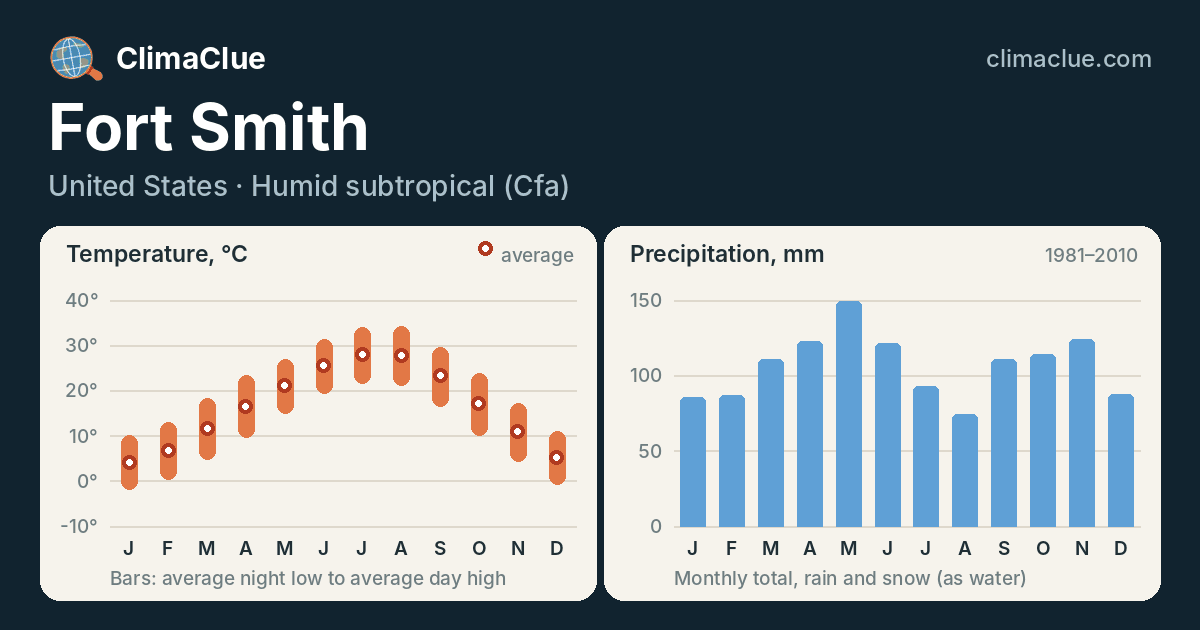 ClimaClue
climaclue.com
Fort Smith
United States · Humid subtropical (Cfa)
Temperature, °C
average
40°
30°
20°
10°
0°
-10°
J F M A M J J A S O N D
Bars: average night low to average day high
Precipitation, mm
1981–2010
150
100
50
0
J F M A M J J A S O N D
Monthly total, rain and snow (as water)